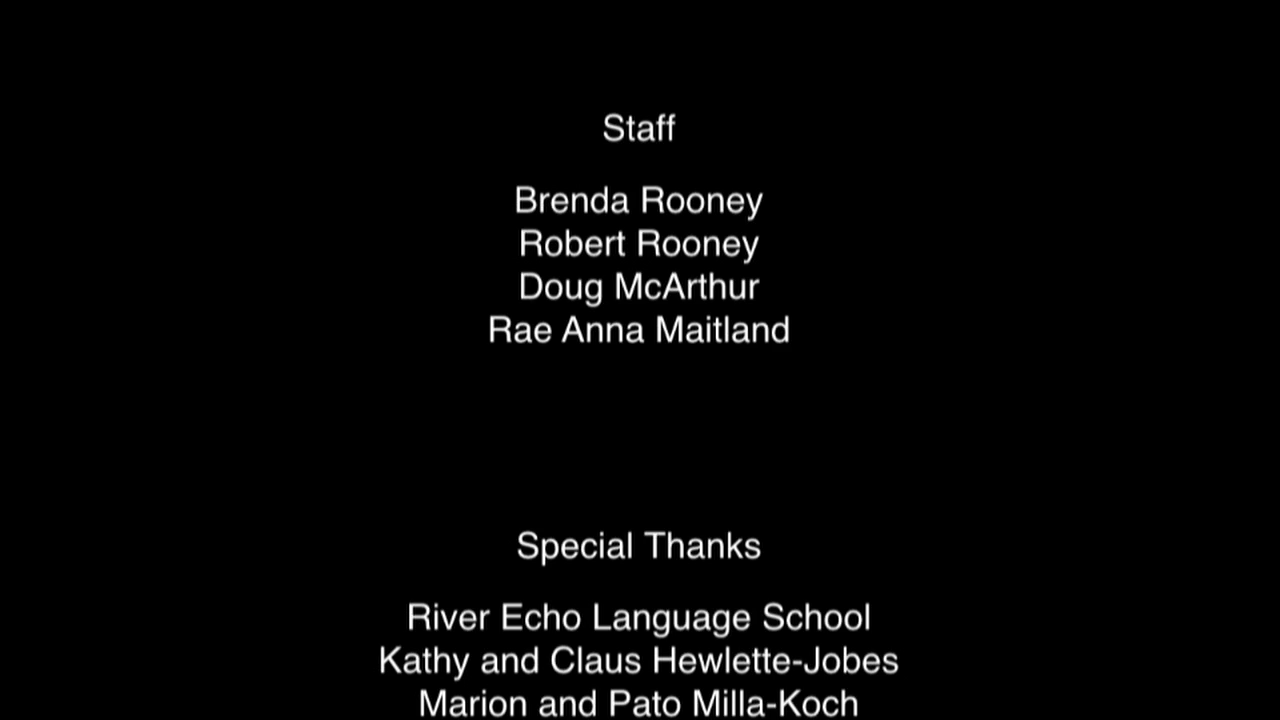 Staff
Brenda Rooney
Robert Rooney
Doug McArthur
Rae Anna Maitland
Special Thanks
River Echo Language School
Kathy and Claus Hewlette-Jobes
Marion and Pato Milla-Koch